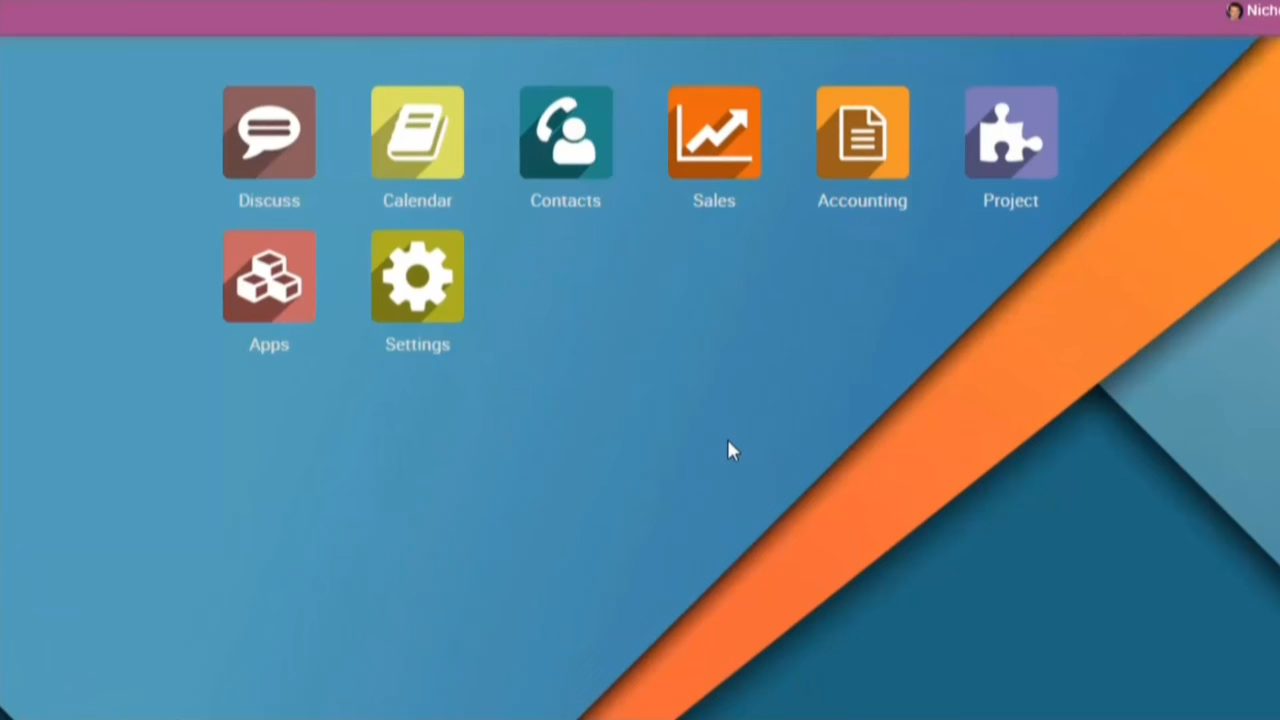 Discuss
Calendar
Contacts
Sales
Accounting
Project
Apps
Settings